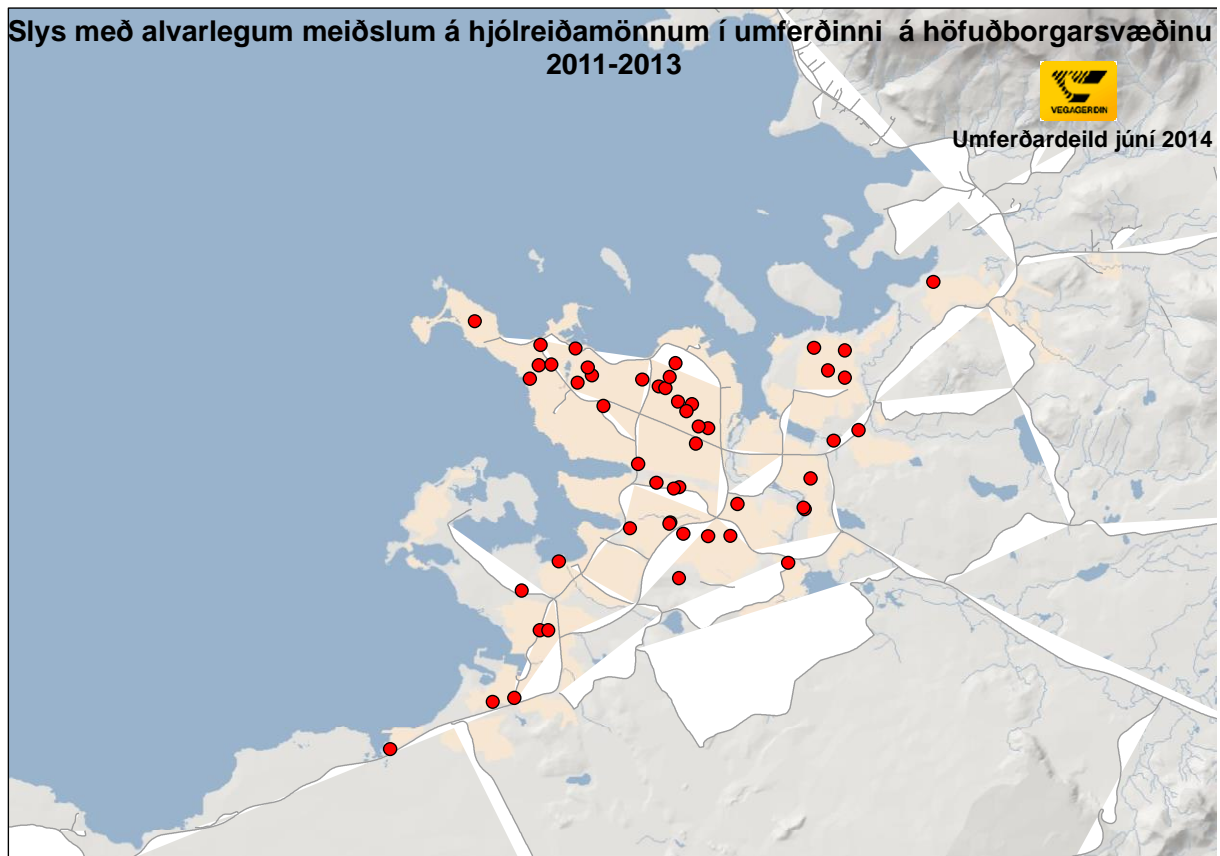 Slys með alvarlegum meiðslum á hjólreiðamönnum í umferðinni á höfuðborgarsvæðinu
2011-2013
VEGAGERÐIN
Umferðardeild júní 2014